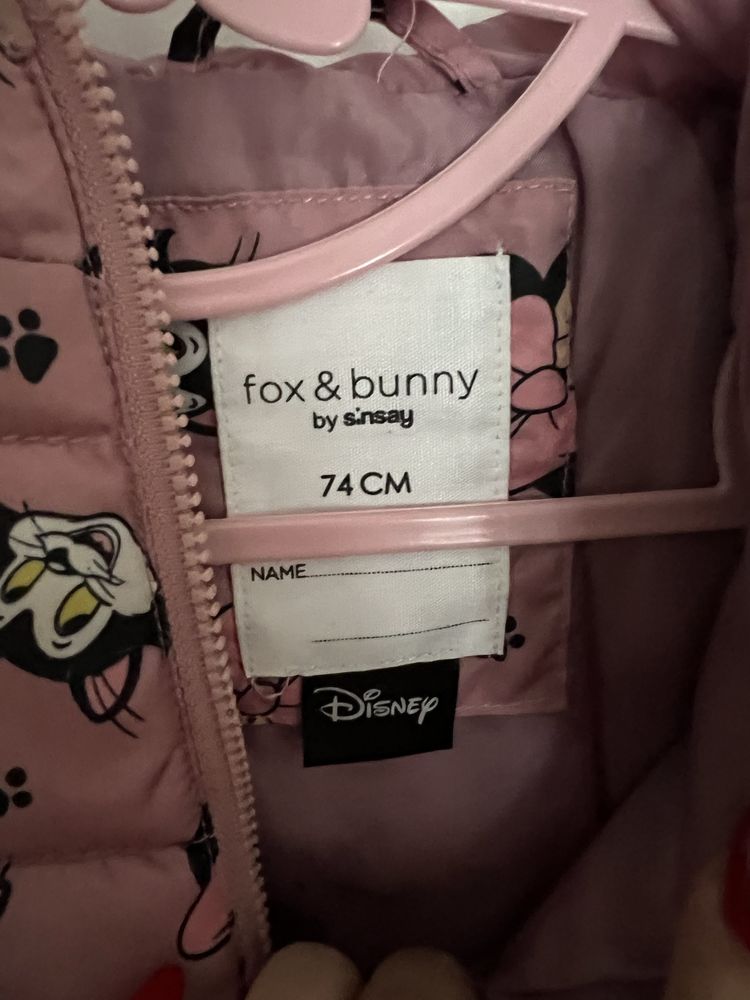 fox & bunny
by sinsay
74 CM
NAME
Disney